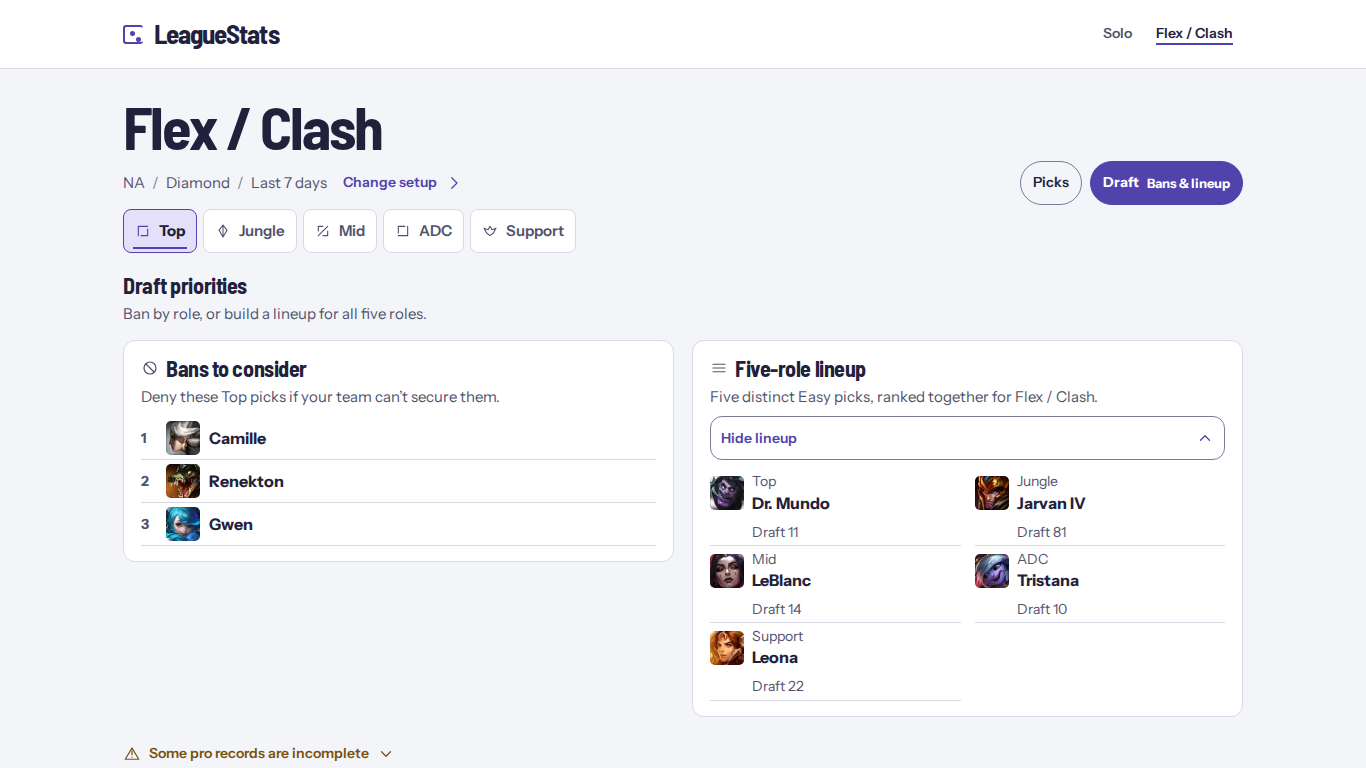 LeagueStats
Solo
Flex / Clash
Flex / Clash
NA / Diamond / Last 7 days Change setup
Picks
Draft Bans & lineup
Top
Jungle
Mid
ADC
Support
Draft priorities
Ban by role, or build a lineup for all five roles.
Bans to consider
Deny these Top picks if your team can't secure them.
1 Camille
2 Renekton
3 Gwen
Five-role lineup
Five distinct Easy picks, ranked together for Flex / Clash.
Hide lineup
Top
Dr. Mundo
Draft 11
Jungle
Jarvan IV
Draft 81
Mid
LeBlanc
Draft 14
ADC
Tristana
Draft 10
Support
Leona
Draft 22
Some pro records are incomplete